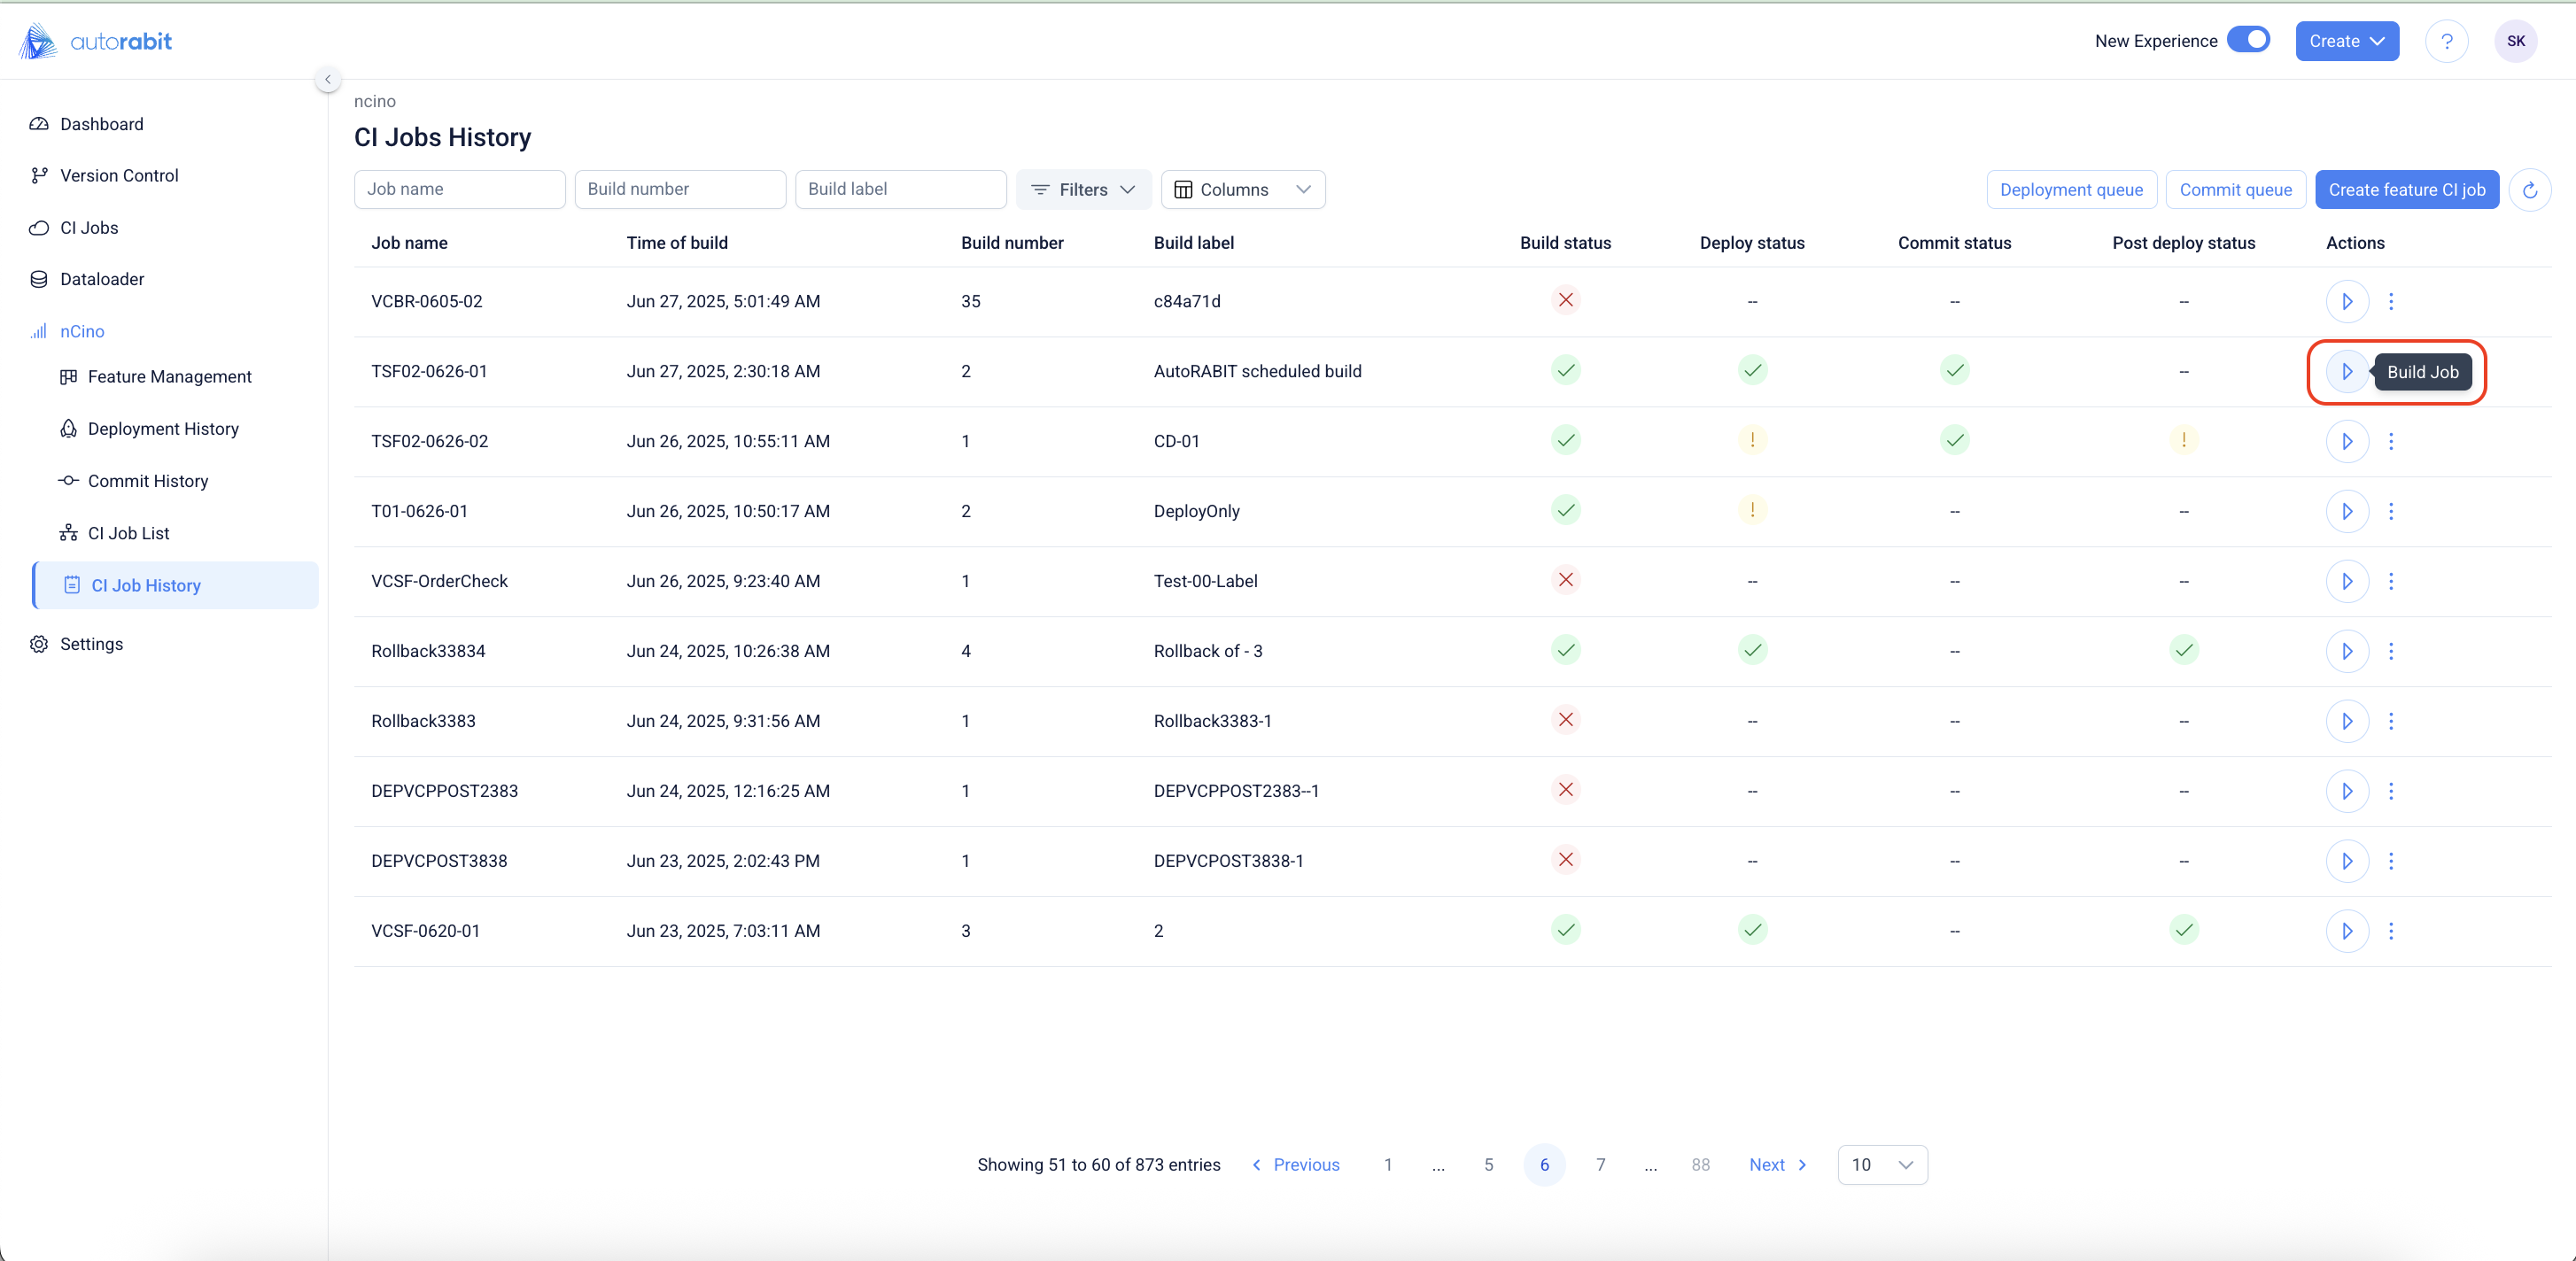 autorabit
New Experience
Create
?
SK
Dashboard
Version Control
CI Jobs
Dataloader
nCino
Feature Management
Deployment History
Commit History
CI Job List
CI Job History
Settings
ncino
CI Jobs History
Job name
Build number
Build label
Filters
Columns
Deployment queue
Commit queue
Create feature CI job
Job name Time of build Build number Build label Build status Deploy status Commit status Post deploy status Actions
VCBR-0605-02 Jun 27, 2025, 5:01:49 AM 35 c84a71d -- -- --
TSF02-0626-01 Jun 27, 2025, 2:30:18 AM 2 AutoRABIT scheduled build -- Build Job
TSF02-0626-02 Jun 26, 2025, 10:55:11 AM 1 CD-01 ! !
T01-0626-01 Jun 26, 2025, 10:50:17 AM 2 DeployOnly ! -- --
VCSF-OrderCheck Jun 26, 2025, 9:23:40 AM 1 Test-00-Label -- -- --
Rollback33834 Jun 24, 2025, 10:26:38 AM 4 Rollback of - 3 --
Rollback3383 Jun 24, 2025, 9:31:56 AM 1 Rollback3383-1 -- -- --
DEPVCPPOST2383 Jun 24, 2025, 12:16:25 AM 1 DEPVCPPOST2383--1 -- -- --
DEPVCPOST3838 Jun 23, 2025, 2:02:43 PM 1 DEPVCPOST3838-1 -- -- --
VCSF-0620-01 Jun 23, 2025, 7:03:11 AM 3 2 --
Showing 51 to 60 of 873 entries Previous 1 ... 5 6 7 ... 88 Next 10